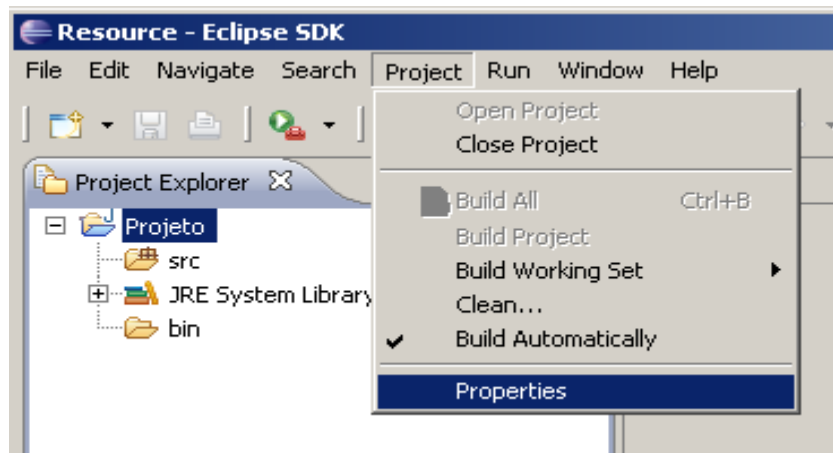 Resource - Eclipse SDK
File Edit Navigate Search Project Run Window Help
Open Project
Close Project
Project Explorer
Build All Ctrl+B
Projeto
Build Project
src
Build Working Set
JRE System Library
Clean...
bin
Build Automatically
Properties